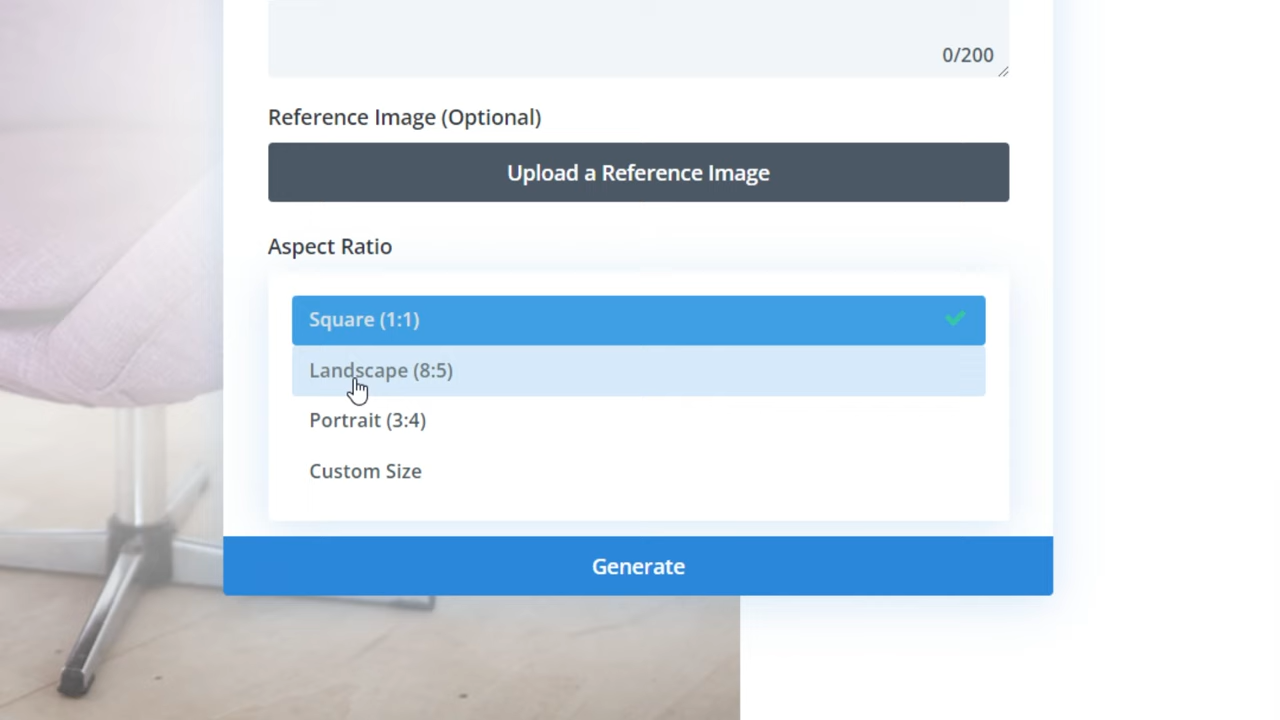 0/200
Reference Image (Optional)
Upload a Reference Image
Aspect Ratio
Square (1:1)
Landscape (8:5)
Portrait (3:4)
Custom Size
Generate